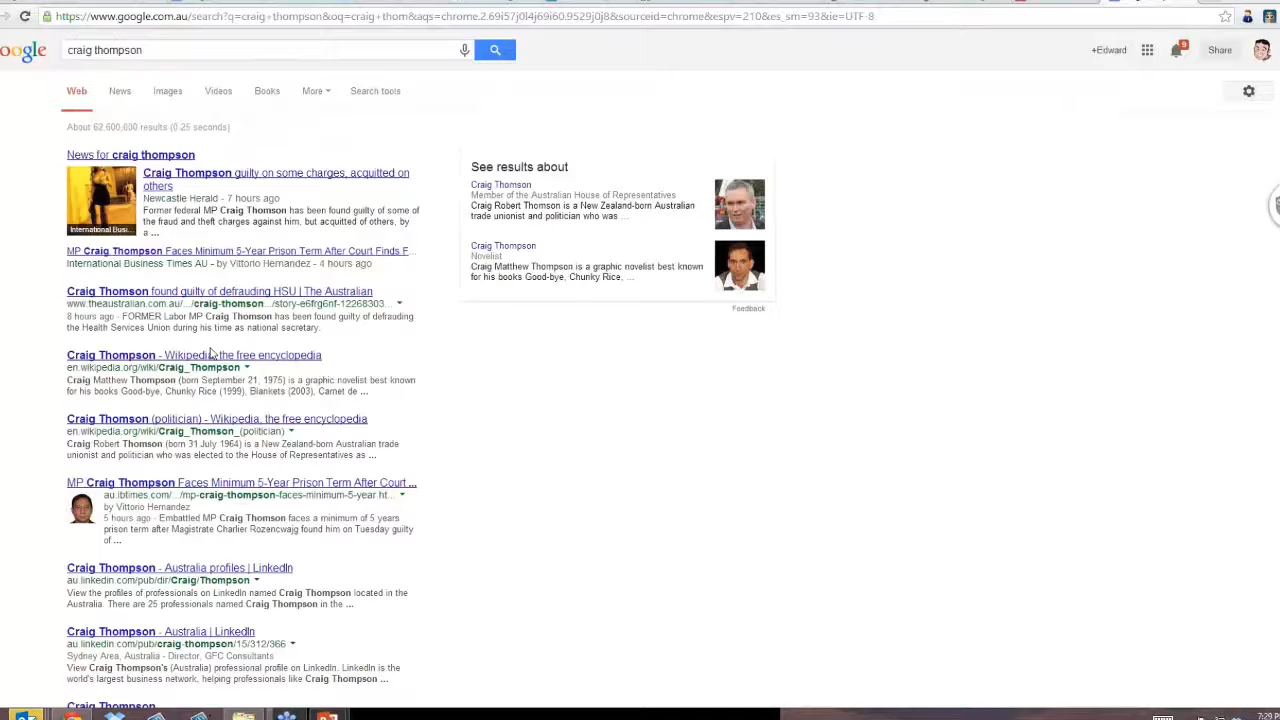 https://www.google.com.au/search?q=craig+thompson&oq=craig+thom&aqs=chrome.2.69i57j0l4j69i60.9529j0j8&sourceid=chrome&espv=210&es_sm=93&ie=UTF-8
oogle
craig thompson
+Edward
9
Share
Web
News
Images
Videos
Books
More
Search tools
About 62,600,000 results (0.25 seconds)
News for craig thompson
Craig Thompson guilty on some charges, acquitted on
others
Newcastle Herald - 7 hours ago
Former federal MP Craig Thomson has been found guilty of some of
the fraud and theft charges against him, but acquitted of others, by
a ...
International Busi...
MP Craig Thompson Faces Minimum 5-Year Prison Term After Court Finds F...
International Business Times AU - by Vittorio Hernandez - 4 hours ago
Craig Thomson found guilty of defrauding HSU | The Australian
www.theaustralian.com.au/.../craig-thomson.../story-e6frg6nf-12268303...
8 hours ago - FORMER Labor MP Craig Thomson has been found guilty of defrauding
the Health Services Union during his time as national secretary.
Craig Thompson - Wikipedia, the free encyclopedia
en.wikipedia.org/wiki/Craig_Thompson
Craig Matthew Thompson (born September 21, 1975) is a graphic novelist best known
for his books Good-bye, Chunky Rice (1999), Blankets (2003), Carnet de ...
Craig Thomson (politician) - Wikipedia, the free encyclopedia
en.wikipedia.org/wiki/Craig_Thomson_(politician)
Craig Robert Thomson (born 31 July 1964) is a New Zealand-born Australian trade
unionist and politician who was elected to the House of Representatives as ...
MP Craig Thompson Faces Minimum 5-Year Prison Term After Court ...
au.ibtimes.com/.../mp-craig-thompson-faces-minimum-5-year.ht...
by Vittorio Hernandez
5 hours ago - Embattled MP Craig Thomson faces a minimum of 5 years
prison term after Magistrate Charlier Rozencwajg found him on Tuesday guilty
of ...
Craig Thompson - Australia profiles | LinkedIn
au.linkedin.com/pub/dir/Craig/Thompson
View the profiles of professionals on LinkedIn named Craig Thompson located in the
Australia. There are 25 professionals named Craig Thompson in the ...
Craig Thompson - Australia | LinkedIn
au.linkedin.com/pub/craig-thompson/15/312/366
Sydney Area, Australia - Director, GFC Consultants
View Craig Thompson's (Australia) professional profile on LinkedIn. LinkedIn is the
world's largest business network, helping professionals like Craig Thompson ...
Craig Thompson
See results about
Craig Thomson
Member of the Australian House of Representatives
Craig Robert Thomson is a New Zealand-born Australian
trade unionist and politician who was ...
Craig Thompson
Novelist
Craig Matthew Thompson is a graphic novelist best known
for his books Good-bye, Chunky Rice, ...
Feedback